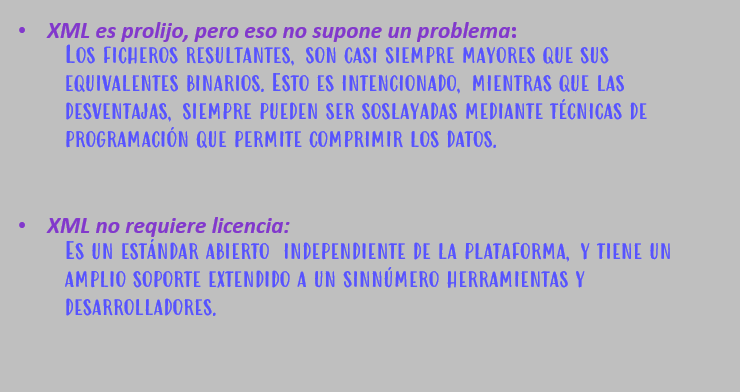 • XML es prolijo, pero eso no supone un problema:
Los ficheros resultantes, son casi siempre mayores que sus
equivalentes binarios. Esto es intencionado, mientras que las
desventajas, siempre pueden ser soslayadas mediante técnicas de
programación que permite comprimir los datos.
• XML no requiere licencia:
Es un estándar abierto independiente de la plataforma, y tiene un
amplio soporte extendido a un sinnúmero herramientas y
desarrolladores.